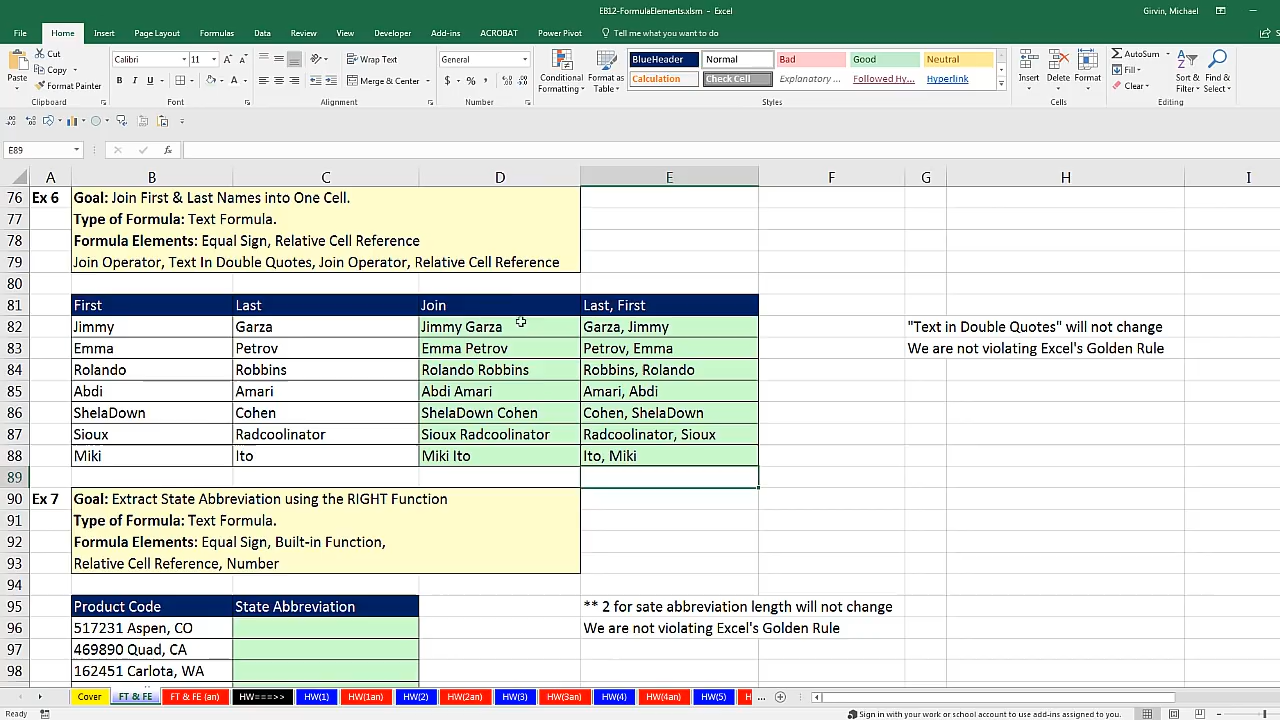 EB12-FormulaElements.xlsm - Excel
Girvin, Michael
File Home Insert Page Layout Formulas Data Review View Developer Add-ins ACROBAT Power Pivot Tell me what you want to do
Paste
Cut
Copy
Format Painter
Clipboard
Calibri 11
B I U
Font
Wrap Text
Merge & Center
Alignment
General
$ % ,
Number
Conditional Formatting
Format as Table
BlueHeader Normal Bad Good Neutral
Calculation Check Cell Explanatory ... Followed Hy... Hyperlink
Styles
Insert Delete Format
Cells
AutoSum
Fill
Clear
Sort & Filter
Find & Select
Editing
E89
fx
A B C D E F G H I
76 Ex 6 Goal: Join First & Last Names into One Cell.
77 Type of Formula: Text Formula.
78 Formula Elements: Equal Sign, Relative Cell Reference
79 Join Operator, Text In Double Quotes, Join Operator, Relative Cell Reference
80
81 First Last Join Last, First
82 Jimmy Garza Jimmy Garza Garza, Jimmy "Text in Double Quotes" will not change
83 Emma Petrov Emma Petrov Petrov, Emma We are not violating Excel's Golden Rule
84 Rolando Robbins Rolando Robbins Robbins, Rolando
85 Abdi Amari Abdi Amari Amari, Abdi
86 ShelaDown Cohen ShelaDown Cohen Cohen, ShelaDown
87 Sioux Radcoolinator Sioux Radcoolinator Radcoolinator, Sioux
88 Miki Ito Miki Ito Ito, Miki
89
90 Ex 7 Goal: Extract State Abbreviation using the RIGHT Function
91 Type of Formula: Text Formula.
92 Formula Elements: Equal Sign, Built-in Function,
93 Relative Cell Reference, Number
94
95 Product Code State Abbreviation ** 2 for sate abbreviation length will not change
96 517231 Aspen, CO We are not violating Excel's Golden Rule
97 469890 Quad, CA
98 162451 Carlota, WA
Cover FT & FE FT & FE (an) HW===>> HW(1) HW(1an) HW(2) HW(2an) HW(3) HW(3an) HW(4) HW(4an) HW(5) H ...
Ready
Sign in with your work or school account to use add-ins assigned to you.